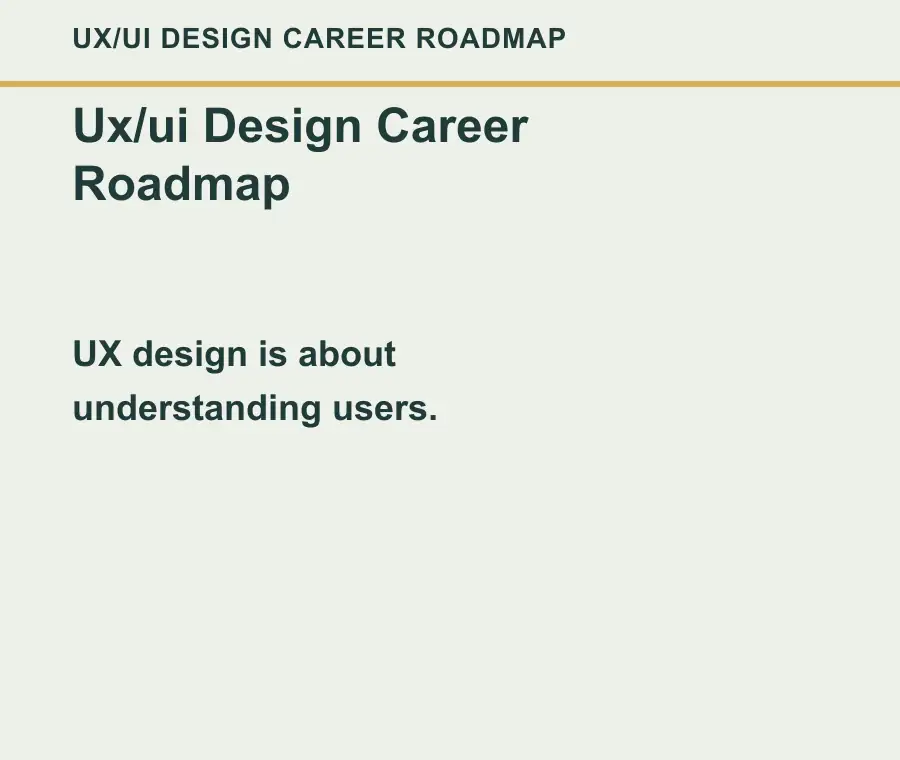 UX/UI DESIGN CAREER ROADMAP
Ux/ui Design Career
Roadmap
UX design is about
understanding users.